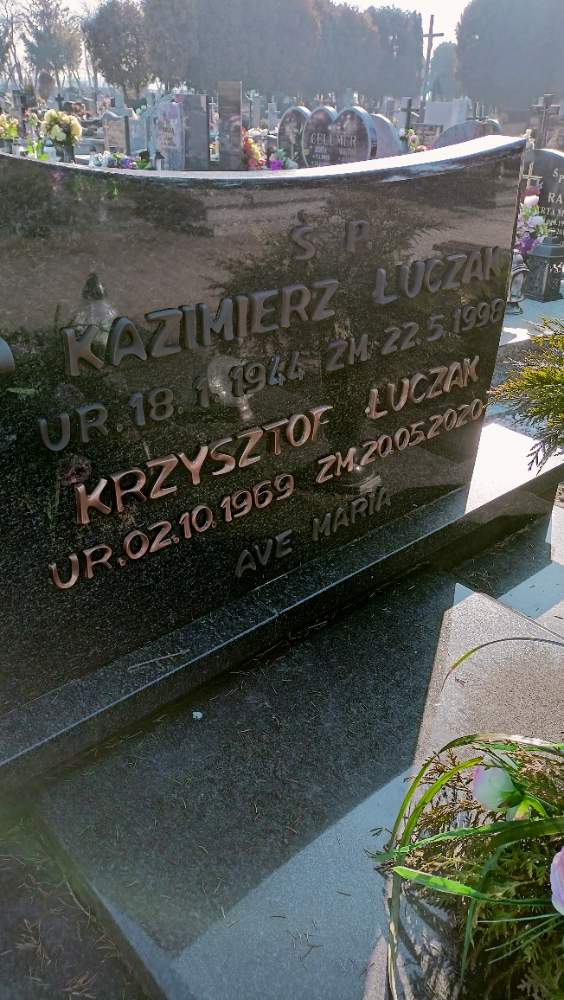 Ś P.
KAZIMIERZ ŁUCZAK
UR. 18.1.1944 ZM. 22.5.1998
KRZYSZTOF ŁUCZAK
UR. 02.10.1969 ZM. 20.05.2020
AVE MARIA
CELMER